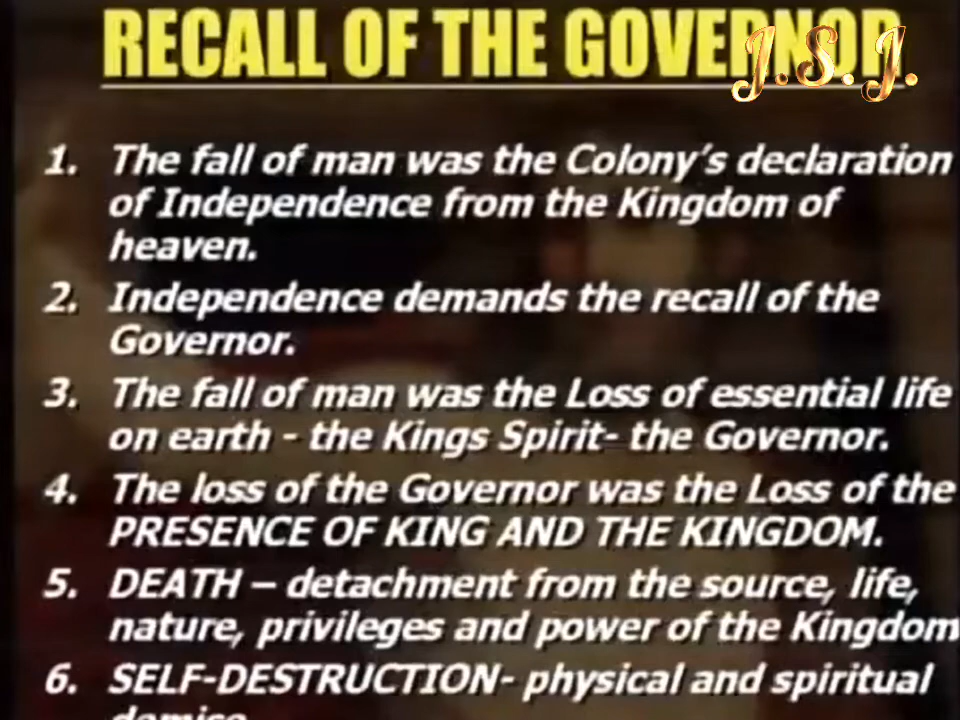 RECALL OF THE GOVERNOR
J.S.J.
1. The fall of man was the Colony's declaration
of Independence from the Kingdom of
heaven.
2. Independence demands the recall of the
Governor.
3. The fall of man was the Loss of essential life
on earth - the Kings Spirit- the Governor.
4. The loss of the Governor was the Loss of the
PRESENCE OF KING AND THE KINGDOM.
5. DEATH – detachment from the source, life,
nature, privileges and power of the Kingdom
6. SELF-DESTRUCTION- physical and spiritual